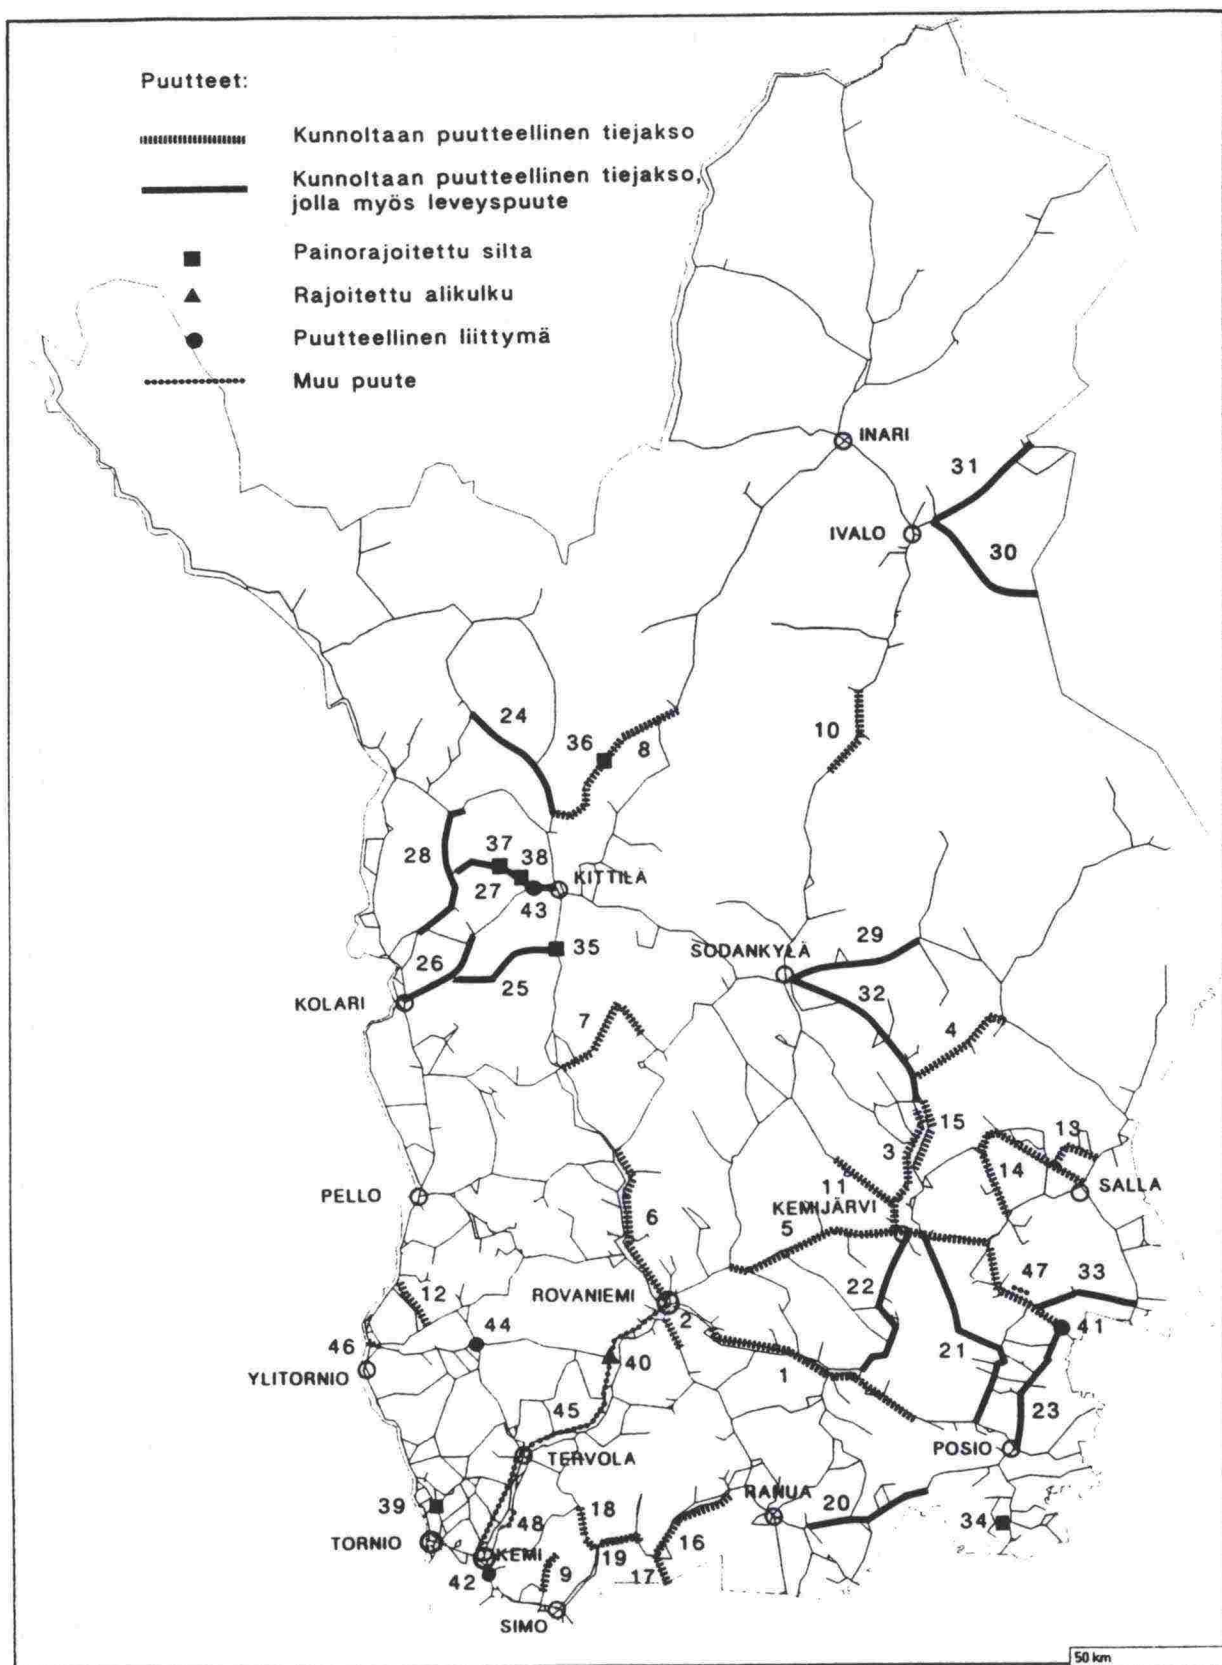 Puutteet:
Kunnoltaan puutteellinen tiejakso
Kunnoltaan puutteellinen tiejakso,
jolla myös leveyspuute
Painorajoitettu silta
Rajoitettu alikulku
Puutteellinen liittymä
Muu puute
INARI
31
IVALO
30
24
36
8
10
28
37
38
KITTILÄ
27
43
35
SODANKYLÄ
29
26
25
32
KOLARI
7
4
15
13
3
14
11
SALLA
PELLO
KEMIJÄRVI
6
5
47
33
12
ROVANIEMI
22
2
44
41
46
40
21
YLITORNIO
1
45
23
TERVOLA
POSIO
RANUA
39
18
20
34
48
16
TORNIO
KEMI
19
9
17
42
SIMO
50 km